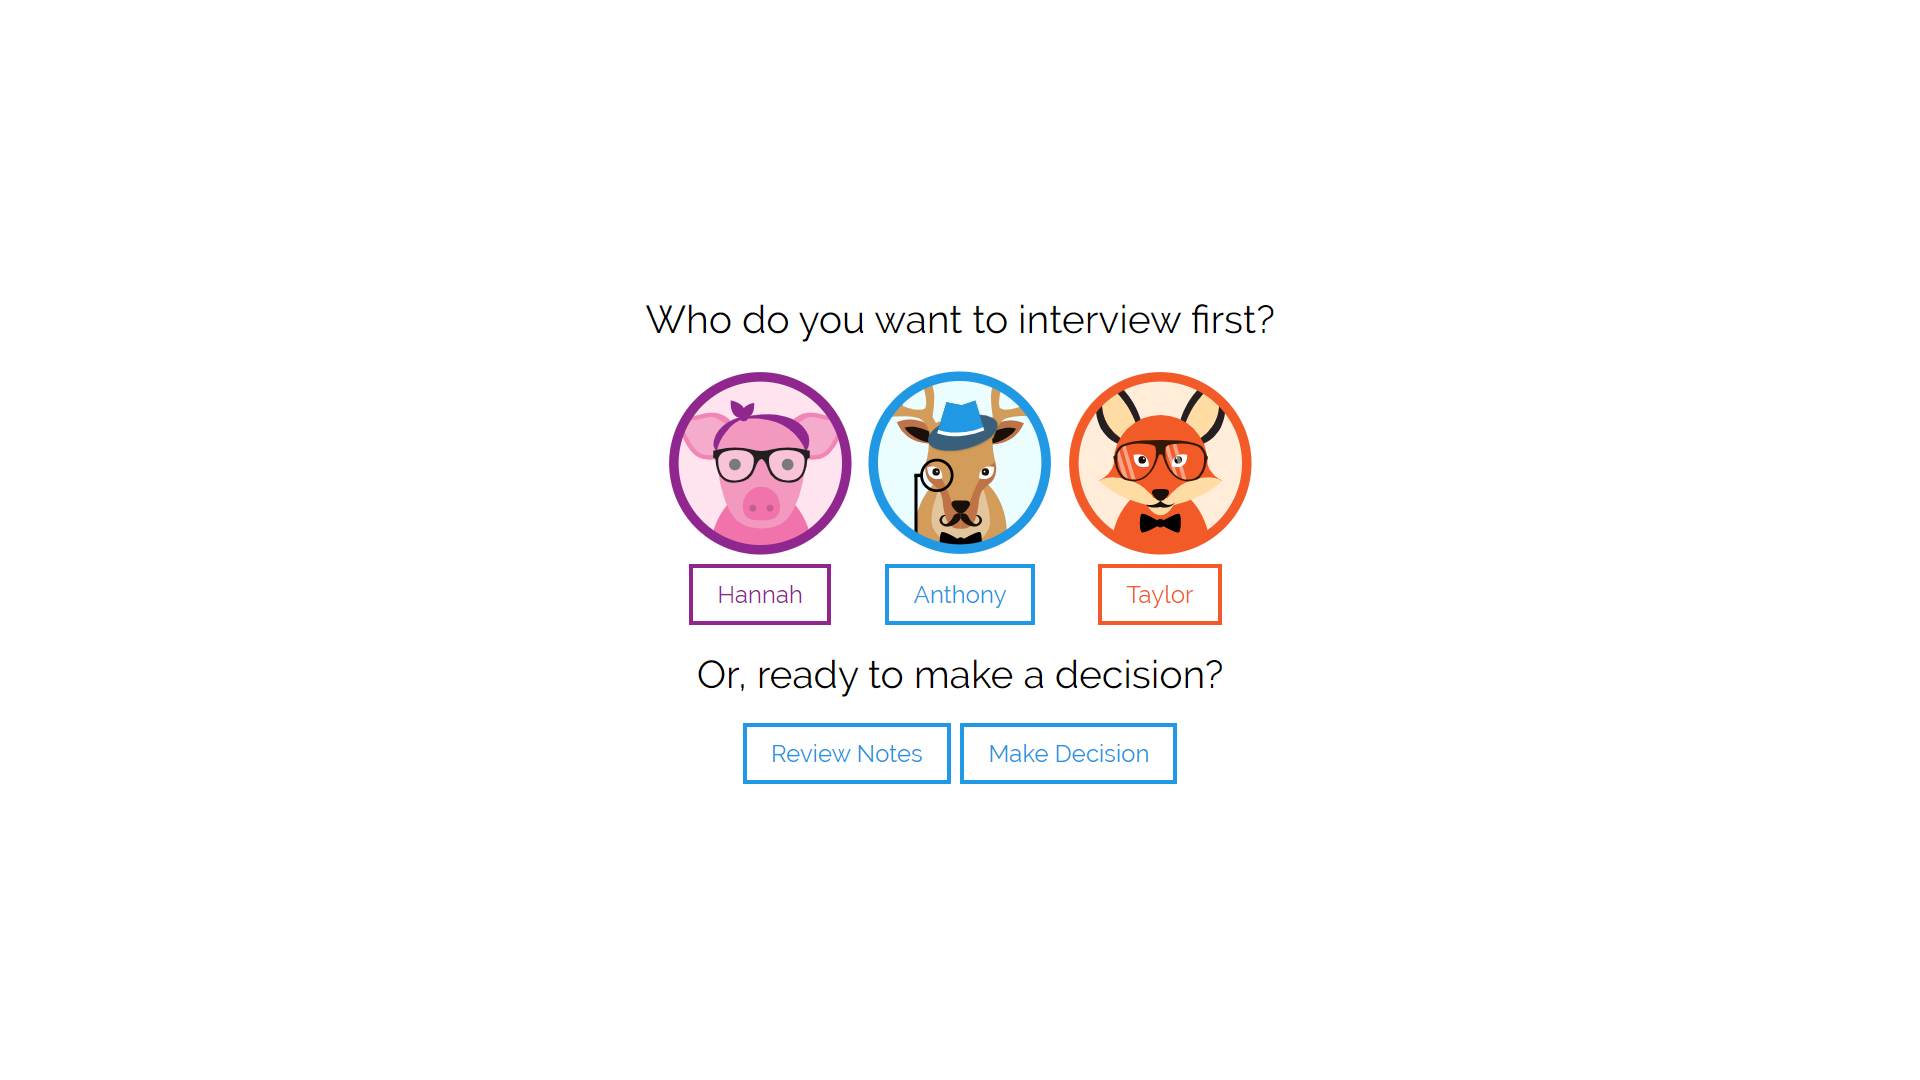 Who do you want to interview first?
Hannah
Anthony
Taylor
Or, ready to make a decision?
Review Notes
Make Decision